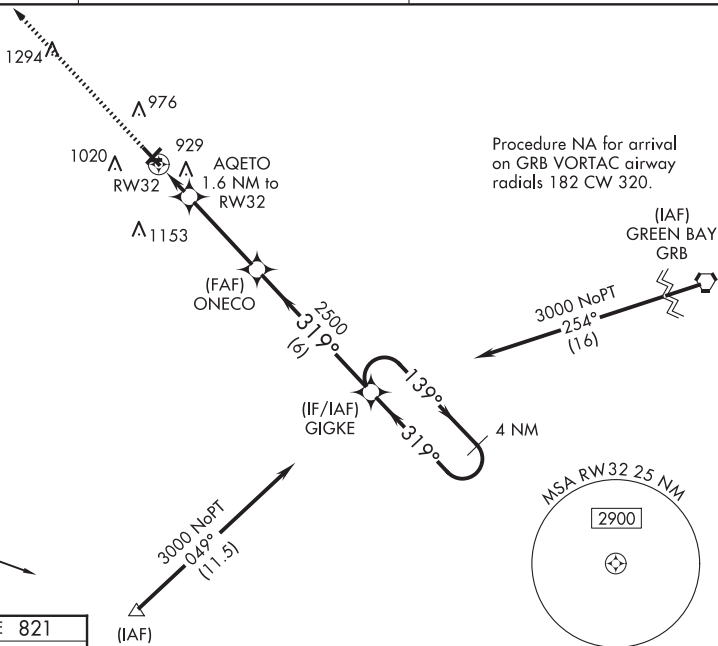 1294
976
1020
929
RW32
AQETO
1.6 NM to
RW32
1153
Procedure NA for arrival
on GRB VORTAC airway
radials 182 CW 320.
(IAF)
GREEN BAY
GRB
(FAF)
ONECO
2500
319°
(6)
3000 NoPT
254°
(16)
(IF/IAF)
GIGKE
139°
319°
4 NM
MSA RW32 25 NM
2900
3000 NoPT
049°
(11.5)
(IAF)
821